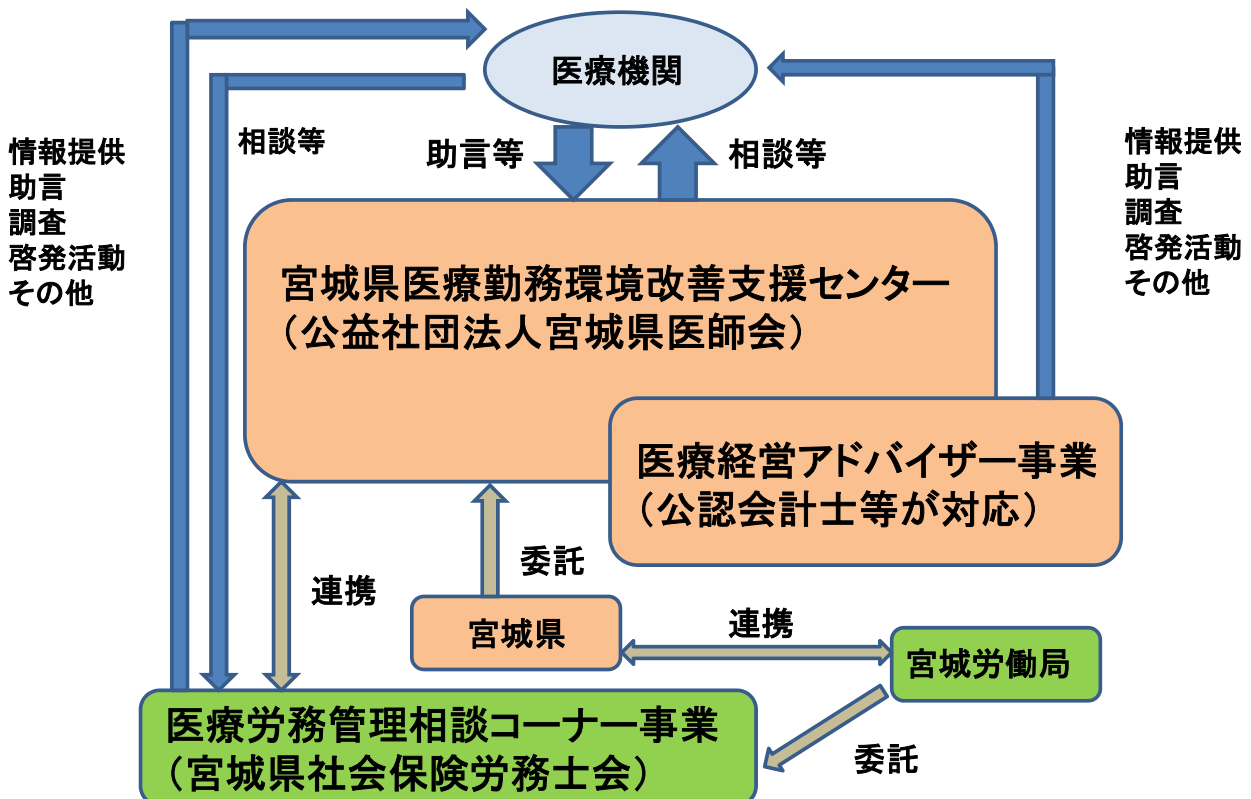 医療機関
相談等
助言等
相談等
情報提供
助言
調査
啓発活動
その他
情報提供
助言
調査
啓発活動
その他
宮城県医療勤務環境改善支援センター
（公益社団法人宮城県医師会）
医療経営アドバイザー事業
（公認会計士等が対応）
連携
委託
宮城県
連携
宮城労働局
委託
医療労務管理相談コーナー事業
（宮城県社会保険労務士会）